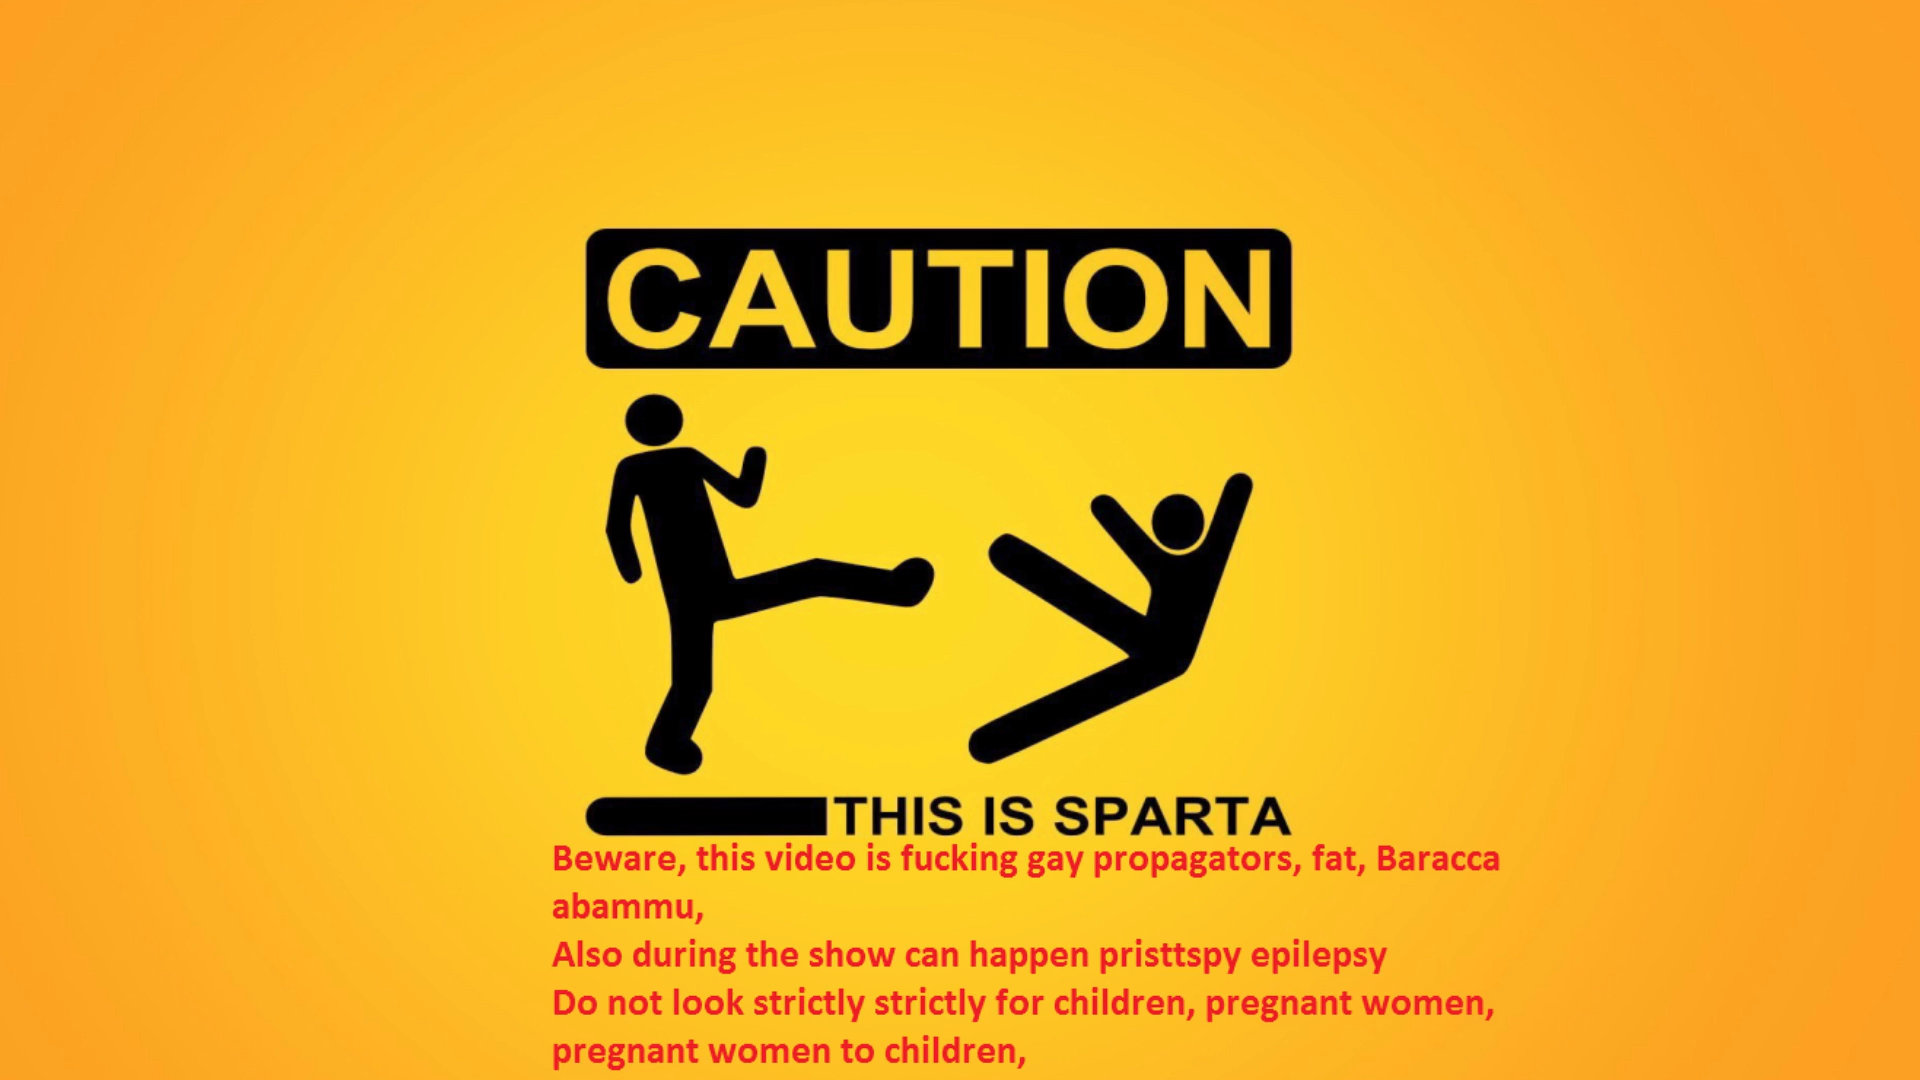 CAUTION
THIS IS SPARTA
Beware, this video is fucking gay propagators, fat, Baracca
abammu,
Also during the show can happen pristtspy epilepsy
Do not look strictly strictly for children, pregnant women,
pregnant women to children,